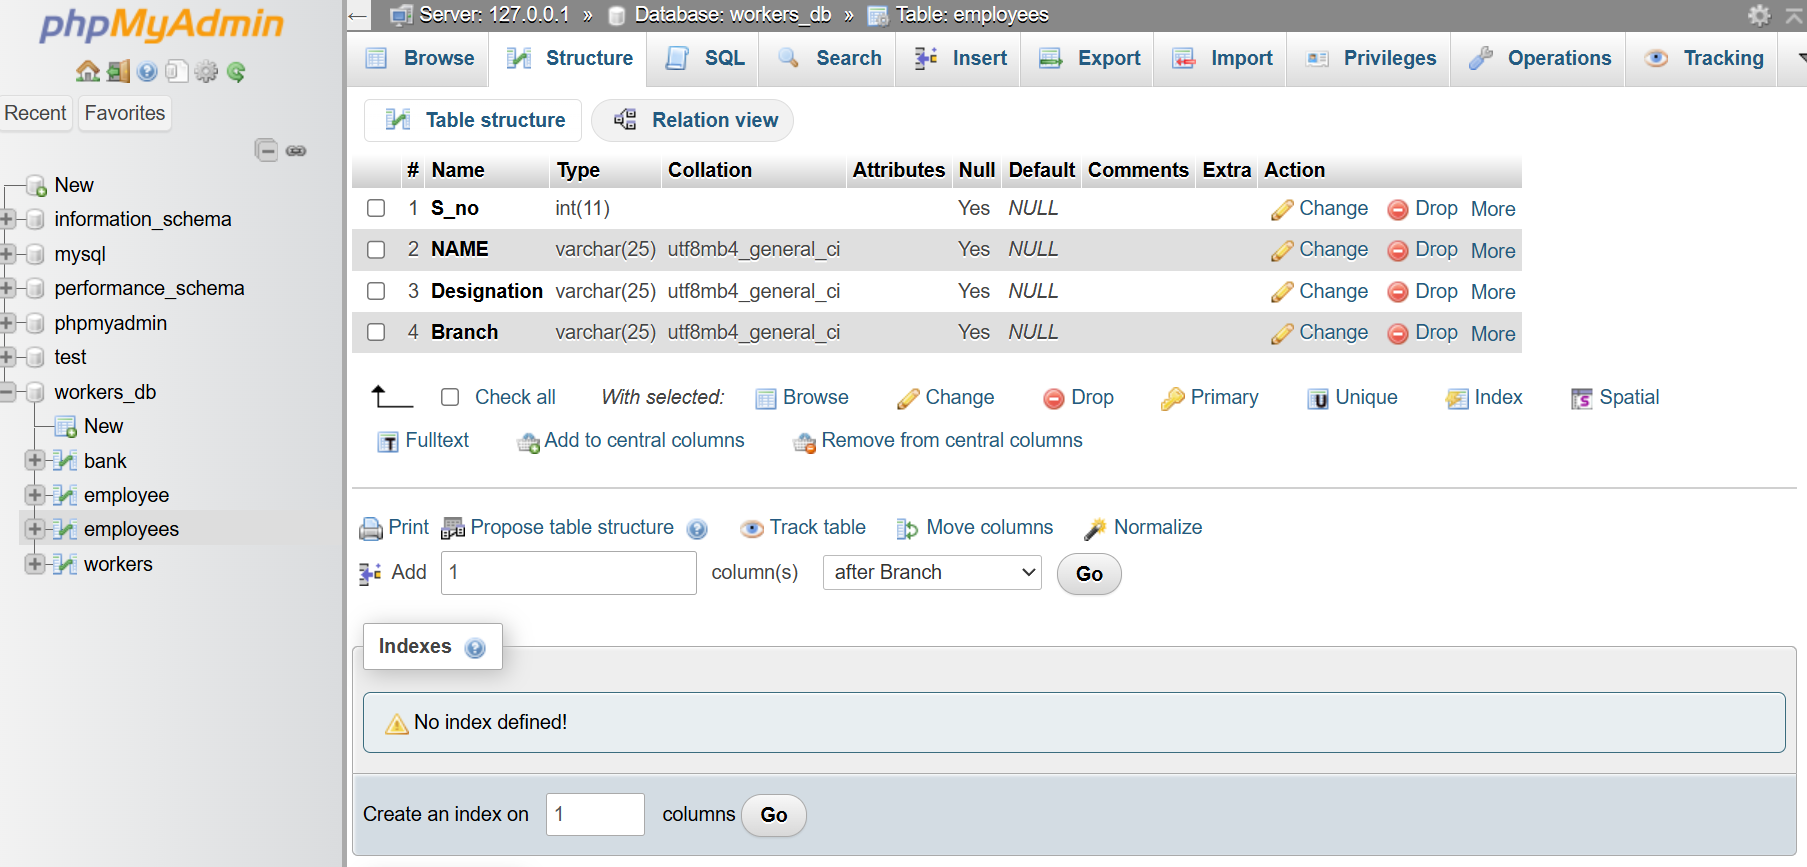 phpMyAdmin
Recent Favorites
New
information_schema
mysql
performance_schema
phpmyadmin
test
workers_db
New
bank
employee
employees
workers
Server: 127.0.0.1 » Database: workers_db » Table: employees
Browse Structure SQL Search Insert Export Import Privileges Operations Tracking
Table structure Relation view
# Name Type Collation Attributes Null Default Comments Extra Action
1 S_no int(11) Yes NULL Change Drop More
2 NAME varchar(25) utf8mb4_general_ci Yes NULL Change Drop More
3 Designation varchar(25) utf8mb4_general_ci Yes NULL Change Drop More
4 Branch varchar(25) utf8mb4_general_ci Yes NULL Change Drop More
Check all With selected: Browse Change Drop Primary Unique Index Spatial
Fulltext Add to central columns Remove from central columns
Print Propose table structure Track table Move columns Normalize
Add 1 column(s) after Branch Go
Indexes
No index defined!
Create an index on 1 columns Go